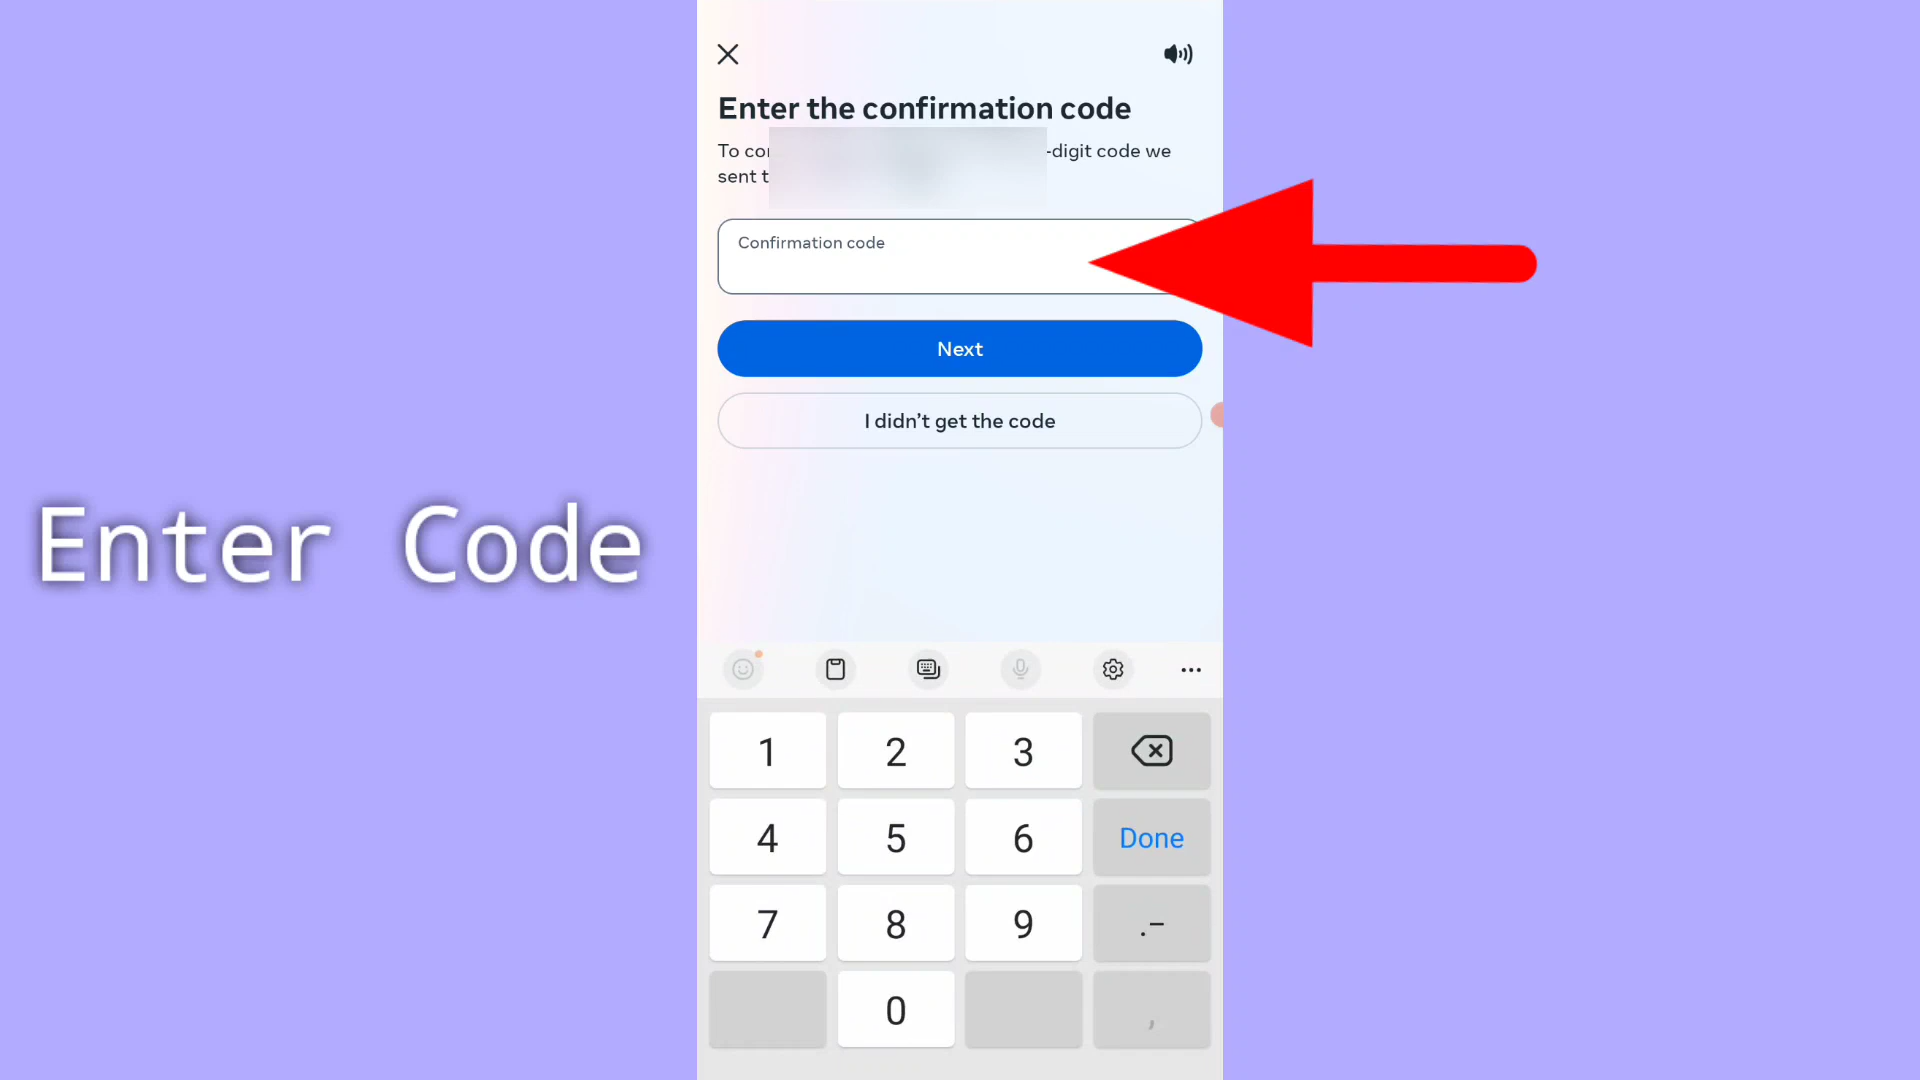 Enter the confirmation code
To -digit code we
sent
Confirmation code
Next
I didn't get the code
Enter Code
1 2 3
4 5 6 Done
7 8 9 .-
0 ,